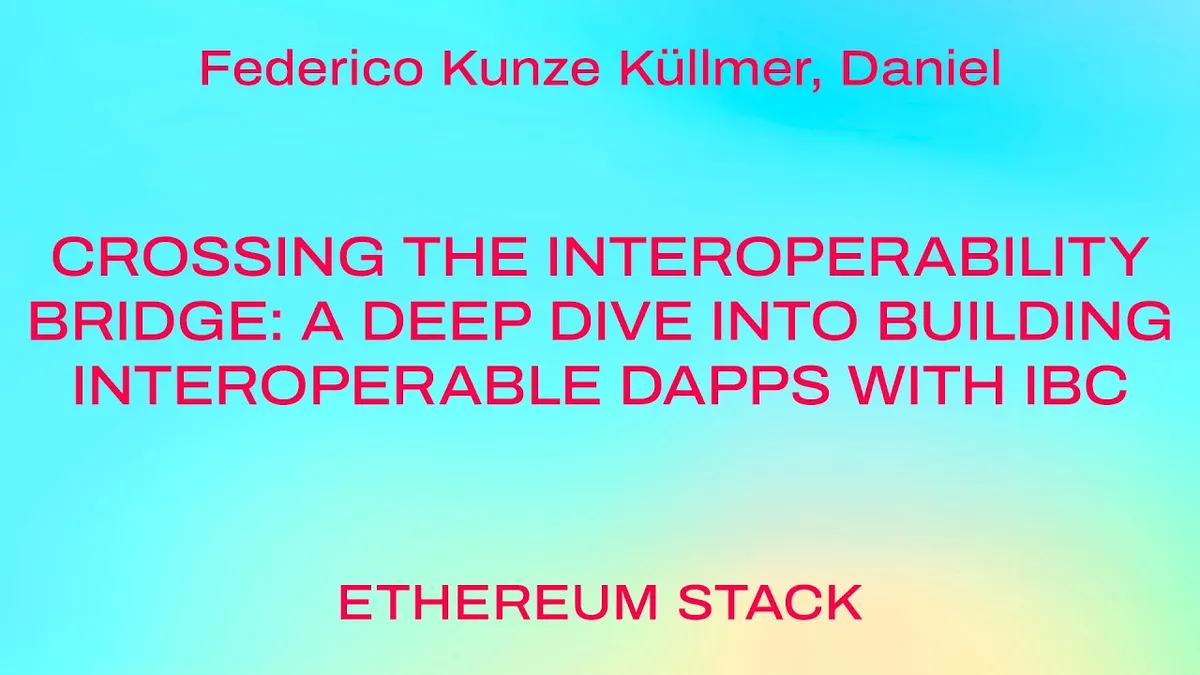 Federico Kunze Küllmer, Daniel
CROSSING THE INTEROPERABILITY
BRIDGE: A DEEP DIVE INTO BUILDING
INTEROPERABLE DAPPS WITH IBC
ETHEREUM STACK